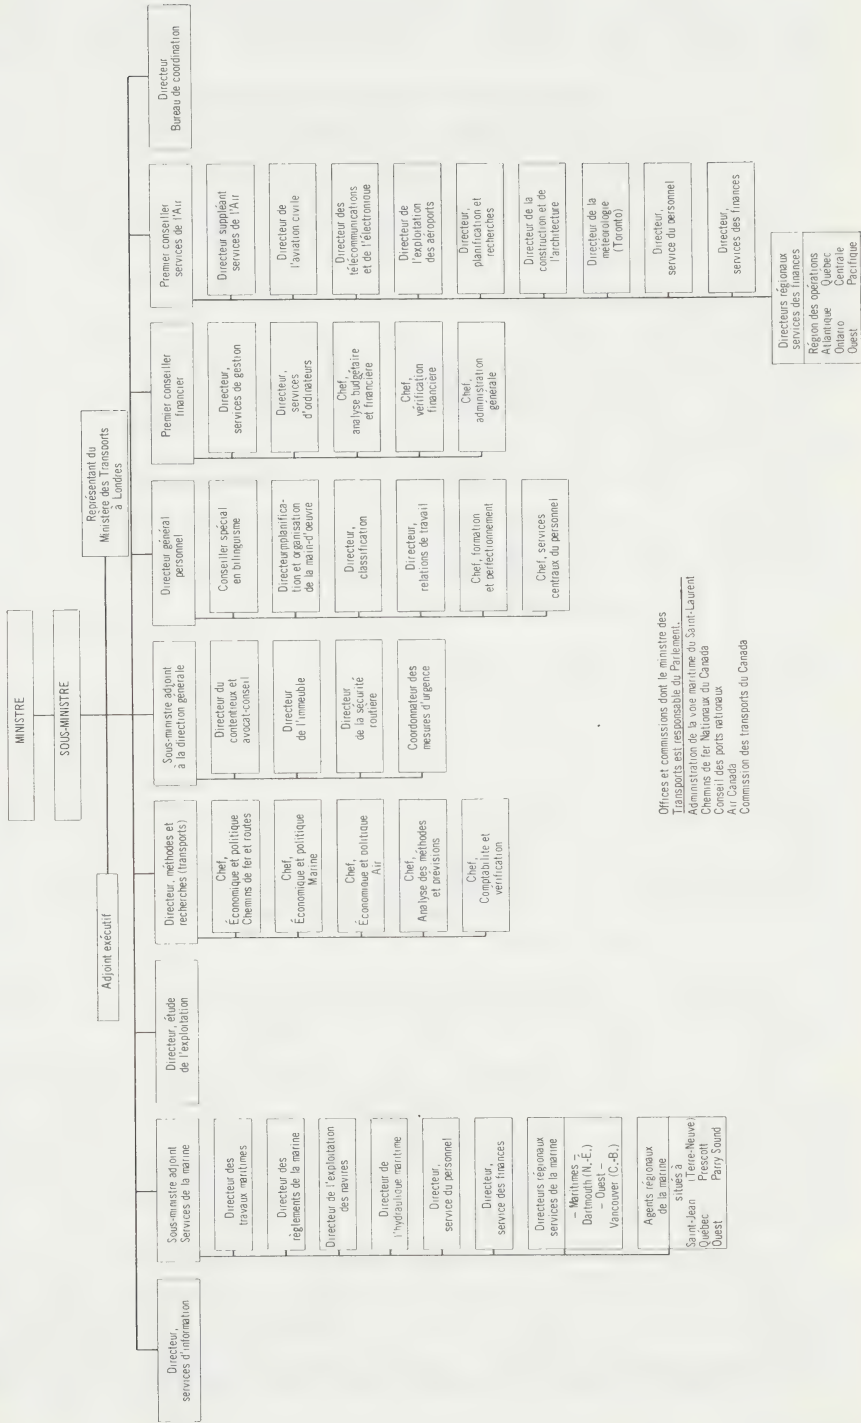 MINISTRE
SOUS-MINISTRE
Adjoint exécutif
Représentant du
Ministère des Transports
à Londres
Directeur,
services d'information
Sous-ministre adjoint
Services de la marine
Directeur des
travaux maritimes
Directeur des
règlements de la marine
Directeur de l'exploitation
des navires
Directeur de
l'hydraulique maritime
Directeur,
service du personnel
Directeur,
service des finances
Directeurs régionaux
services de la marine
– Maritimes –
Dartmouth (N.-E.)
– Ouest –
Vancouver (C.-B.)
Agents régionaux
de la marine
situés à
Saint-Jean (Terre-Neuve)
Québec Prescott
Ouest Parry Sound
Directeur, étude
de l'exploitation
Directeur, méthodes et
recherches (transports)
Chef,
Économique et politique
Chemins de fer et routes
Chef,
Économique et politique
Marine
Chef,
Économique et politique
Air
Chef,
Analyse des méthodes
et prévisions
Chef,
Comptabilité et
vérification
Sous-ministre adjoint
à la direction générale
Directeur du
contentieux et
avocat-conseil
Directeur
de l'immeuble
Directeur
de la sécurité
routière
Coordonnateur des
mesures d'urgence
Directeur général
personnel
Conseiller spécial
en bilinguisme
Directeurmplanifica-
tion et organisation
de la main-d'oeuvre
Directeur,
classification
Directeur,
relations de travail
Chef, formation
et perfectionnement
Chef, services
centraux du personnel
Premier conseiller
financier
Directeur,
services de gestion
Directeur,
services
d'ordinateurs
Chef,
analyse budgétaire
et financière
Chef,
vérification
financière
Chef,
administration
générale
Premier conseiller
services de l'Air
Directeur suppléant
services de l'Air
Directeur de
l'aviation civile
Directeur des
télécommunications
et de l'électronique
Directeur de
l'exploitation
des aéroports
Directeur,
planification et
recherches
Directeur de la
construction et de
l'architecture
Directeur de la
météorologie
(Toronto)
Directeur,
service du personnel
Directeur,
services des finances
Directeurs régionaux
services des finances
Région des opérations
Atlantique Québec
Ontario Centrale
Ouest Pacifique
Directeur
Bureau de coordination
Offices et commissions dont le ministre des
Transports est responsable du Parlement.
Administration de la voie maritime du Saint-Laurent
Chemins de fer Nationaux du Canada
Conseil des ports nationaux
Air Canada
Commission des transports du Canada